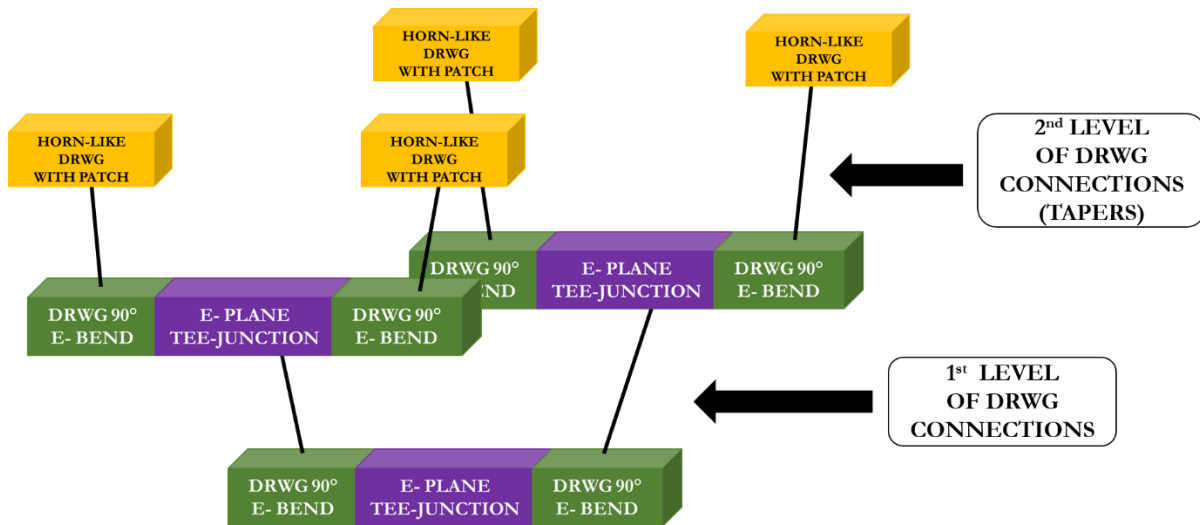 HORN-LIKE
DRWG
WITH PATCH
HORN-LIKE
DRWG
WITH PATCH
HORN-LIKE
DRWG
WITH PATCH
HORN-LIKE
DRWG
WITH PATCH
2nd LEVEL
OF DRWG
CONNECTIONS
(TAPERS)
DRWG 90°
END
E- PLANE
TEE-JUNCTION
DRWG 90°
E- BEND
DRWG 90°
E- BEND
E- PLANE
TEE-JUNCTION
DRWG 90°
E- BEND
1st LEVEL
OF DRWG
CONNECTIONS
DRWG 90°
E- BEND
E- PLANE
TEE-JUNCTION
DRWG 90°
E- BEND